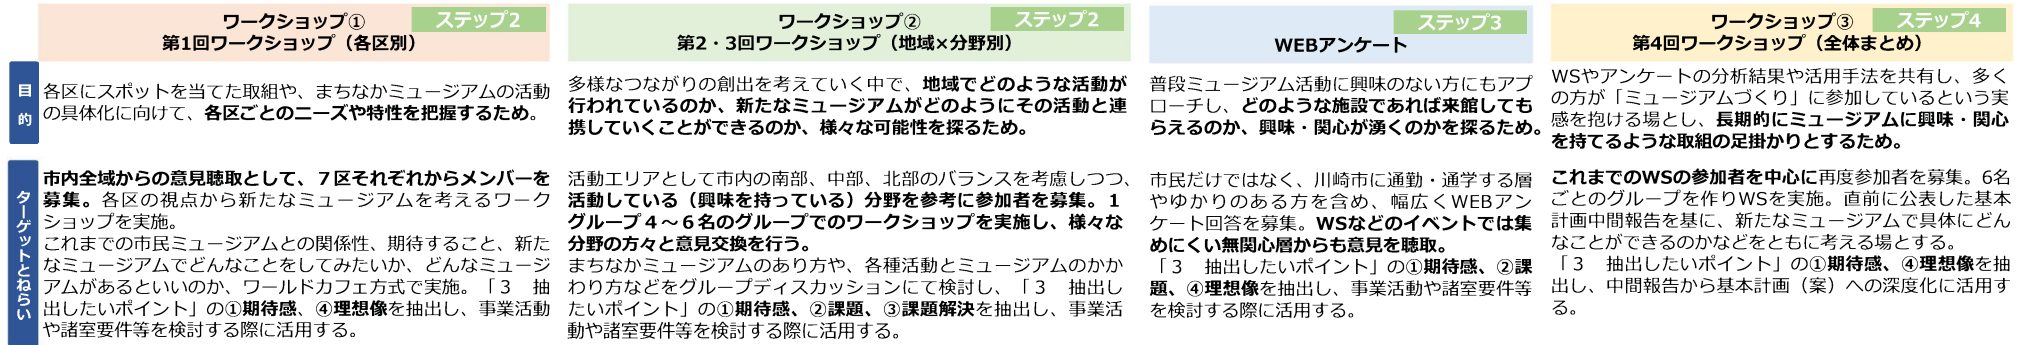 ワークショップ①
ステップ2
第1回ワークショップ（各区別）
目的
各区にスポットを当てた取組や、まちなかミュージアムの活動
の具体化に向けて、各区ごとのニーズや特性を把握するため。
ターゲットとねらい
市内全域からの意見聴取として、７区それぞれからメンバーを
募集。各区の視点から新たなミュージアムを考えるワーク
ショップを実施。
これまでの市民ミュージアムとの関係性、期待すること、新た
なミュージアムでどんなことをしてみたいか、どんなミュージ
アムがあるといいのか、ワールドカフェ方式で実施。「３　抽
出したいポイント」の①期待感、④理想像を抽出し、事業活動
や諸室要件等を検討する際に活用する。
ワークショップ②
ステップ2
第2・3回ワークショップ（地域×分野別）
多様なつながりの創出を考えていく中で、地域でどのような活動が
行われているのか、新たなミュージアムがどのようにその活動と連
携していくことができるのか、様々な可能性を探るため。
活動エリアとして市内の南部、中部、北部のバランスを考慮しつつ、
活動している（興味を持っている）分野を参考に参加者を募集。１
グループ４～６名のグループでのワークショップを実施し、様々な
分野の方々と意見交換を行う。
まちなかミュージアムのあり方や、各種活動とミュージアムのかか
わり方などをグループディスカッションにて検討し、「３　抽出し
たいポイント」の①期待感、②課題、③課題解決を抽出し、事業活
動や諸室要件等を検討する際に活用する。
ステップ3
WEBアンケート
普段ミュージアム活動に興味のない方にもアプ
ローチし、どのような施設であれば来館しても
らえるのか、興味・関心が湧くのかを探るため。
市民だけではなく、川崎市に通勤・通学する層
やゆかりのある方を含め、幅広くWEBアン
ケート回答を募集。WSなどのイベントでは集
めにくい無関心層からも意見を聴取。
「３　抽出したいポイント」の①期待感、②課
題、④理想像を抽出し、事業活動や諸室要件等
を検討する際に活用する。
ワークショップ③
ステップ4
第4回ワークショップ（全体まとめ）
WSやアンケートの分析結果や活用手法を共有し、多く
の方が「ミュージアムづくり」に参加しているという実
感を抱ける場とし、長期的にミュージアムに興味・関心
を持てるような取組の足掛かりとするため。
これまでのWSの参加者を中心に再度参加者を募集。6名
ごとのグループを作りWSを実施。直前に公表した基本
計画中間報告を基に、新たなミュージアムで具体にどん
なことができるのかなどをともに考える場とする。
「３　抽出したいポイント」の①期待感、④理想像を抽
出し、中間報告から基本計画（案）への深度化に活用す
る。